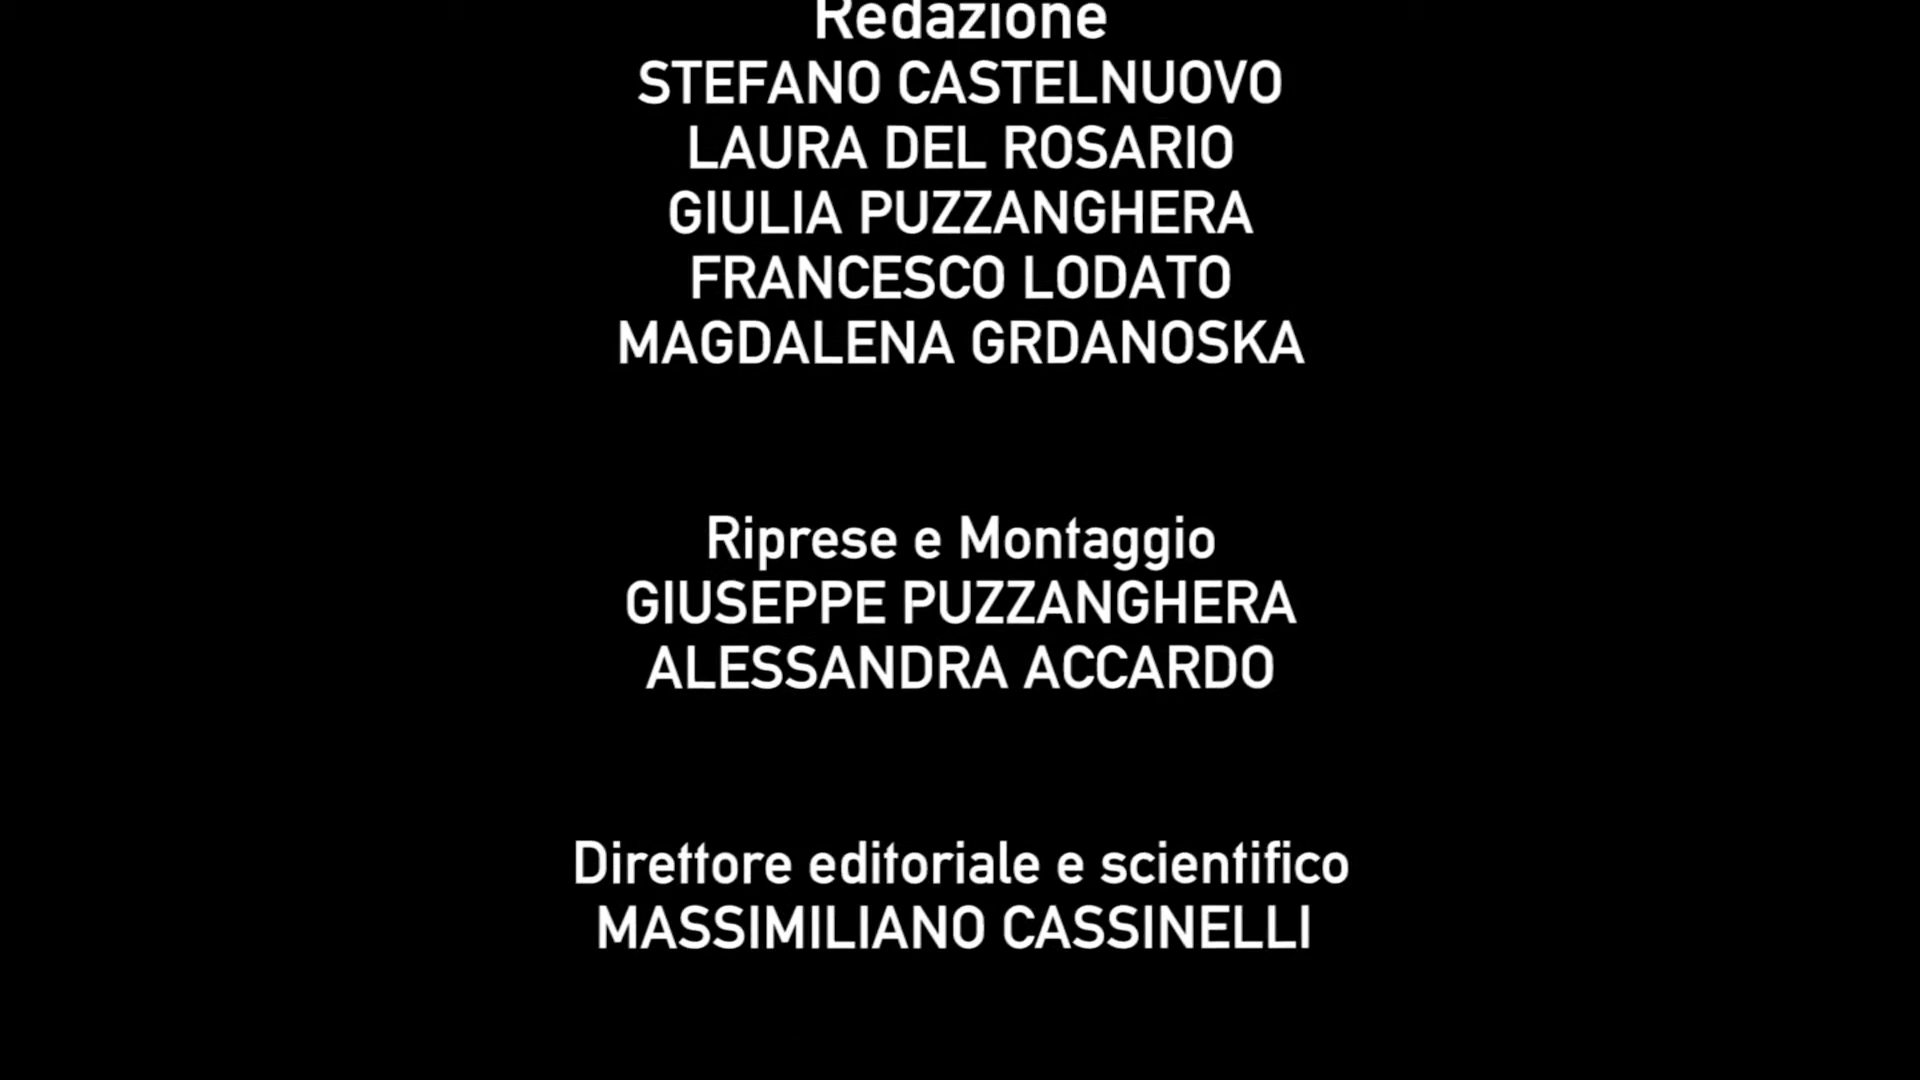 Redazione
STEFANO CASTELNUOVO
LAURA DEL ROSARIO
GIULIA PUZZANGHERA
FRANCESCO LODATO
MAGDALENA GRDANOSKA
Riprese e Montaggio
GIUSEPPE PUZZANGHERA
ALESSANDRA ACCARDO
Direttore editoriale e scientifico
MASSIMILIANO CASSINELLI